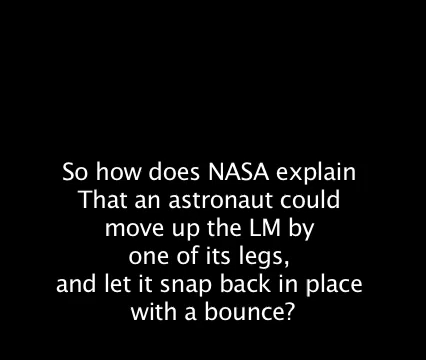 So how does NASA explain
That an astronaut could
move up the LM by
one of its legs,
and let it snap back in place
with a bounce?